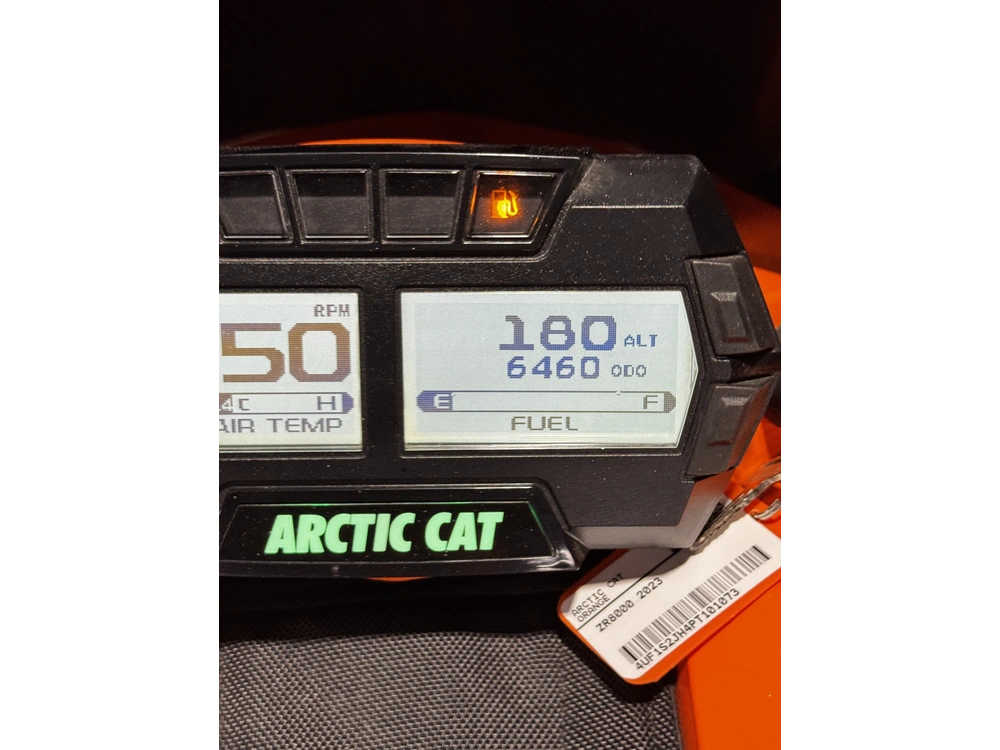 RPM
50
180 ALT
6460 ODO
C H
AIR TEMP
E F
FUEL
ARCTIC CAT
ARCTIC CAT
ORANGE
ZR8000 2023
4UF1S2JH4PT101073